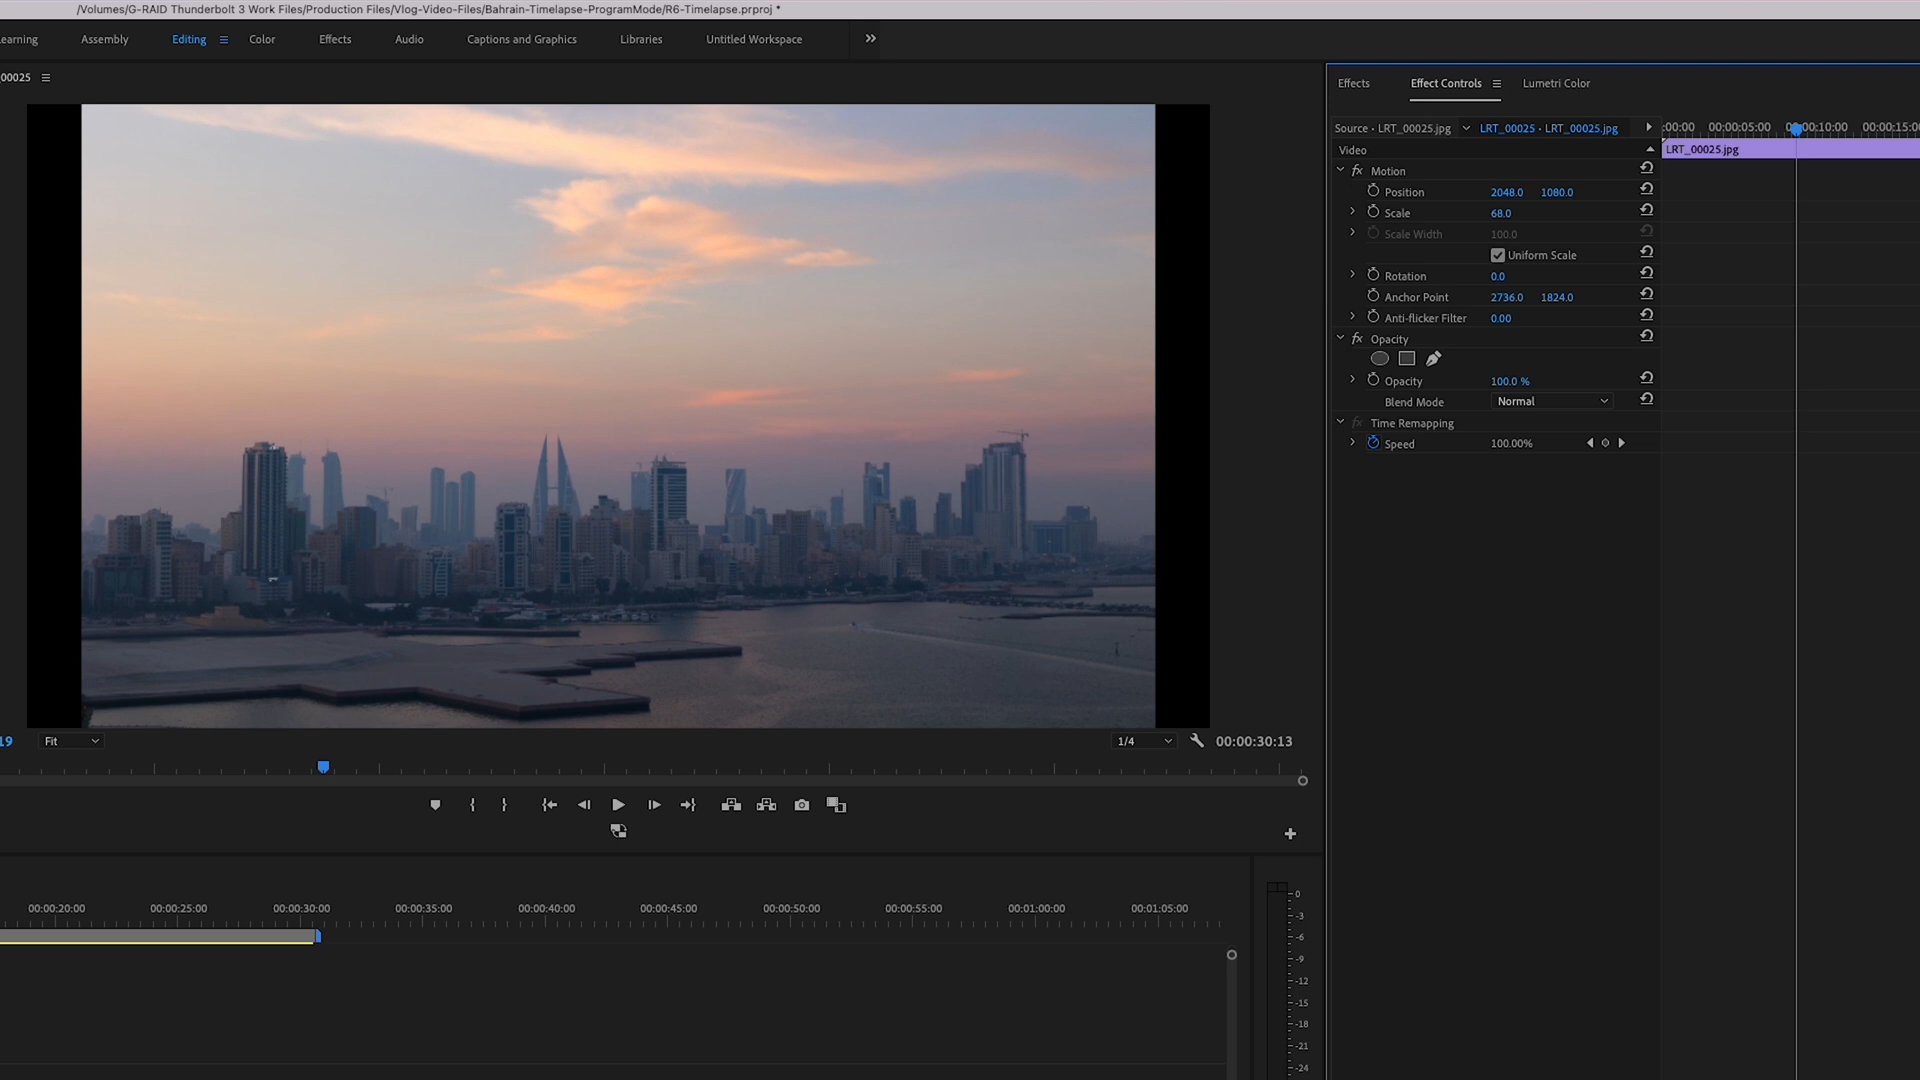 /Volumes/G-RAID Thunderbolt 3 Work Files/Production Files/Vlog-Video-Files/Bahrain-Timelapse-ProgramMode/R6-Timelapse.prproj *
earning Assembly Editing Color Effects Audio Captions and Graphics Libraries Untitled Workspace
_00025
Effects Effect Controls Lumetri Color
Source · LRT_00025.jpg LRT_00025 · LRT_00025.jpg
:00:00 00:00:05:00 00:00:10:00 00:00:15:00
Video
LRT_00025.jpg
fx Motion
Position 2048.0 1080.0
Scale 68.0
Scale Width 100.0
Uniform Scale
Rotation 0.0
Anchor Point 2736.0 1824.0
Anti-flicker Filter 0.00
fx Opacity
Opacity 100.0 %
Blend Mode Normal
fx Time Remapping
Speed 100.00%
19 Fit 1/4 00:00:30:13
00:00:20:00 00:00:25:00 00:00:30:00 00:00:35:00 00:00:40:00 00:00:45:00 00:00:50:00 00:00:55:00 00:01:00:00 00:01:05:00
0
-3
-6
-9
-12
-15
-18
-21
-24